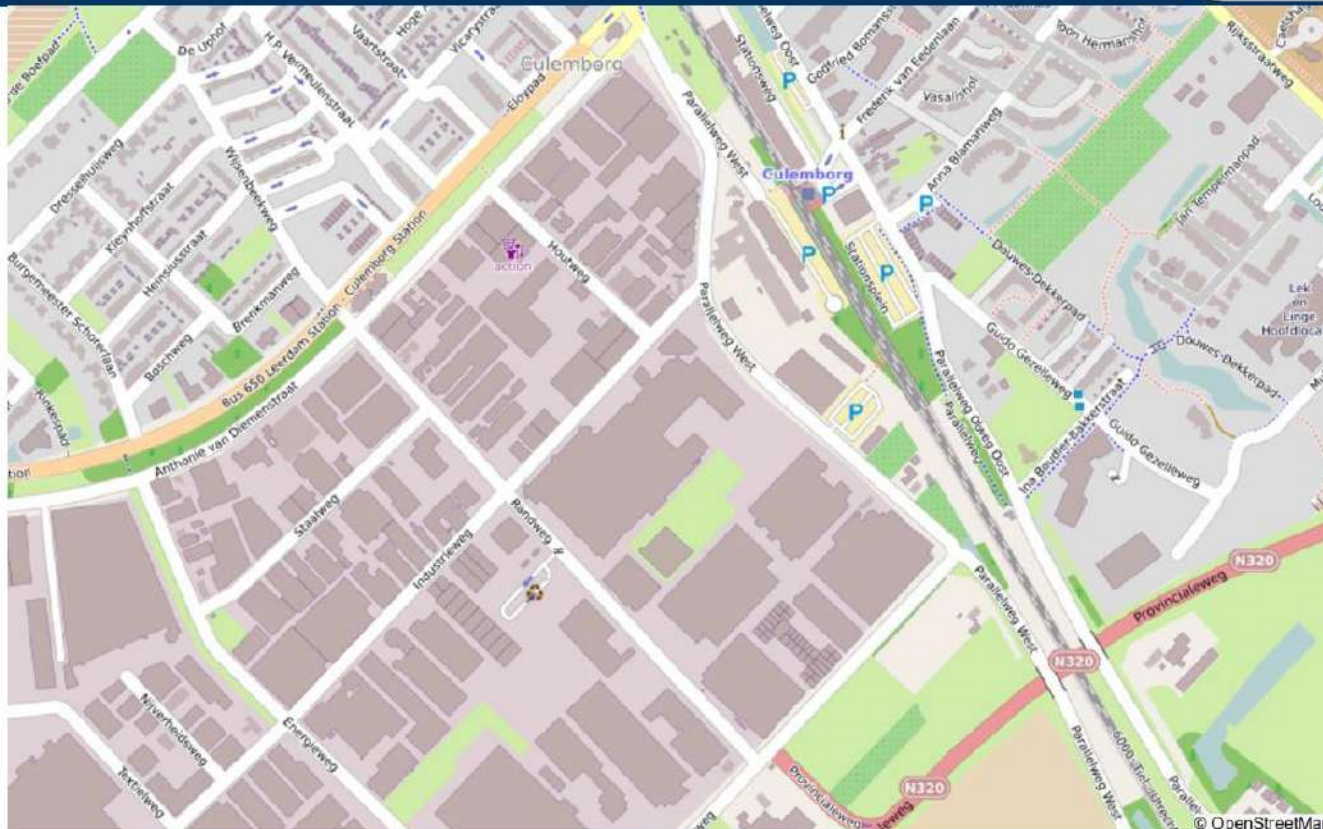 De Uphof
H.P. Vermeulenstraat
Vaartstraat
Vicarystraat
Culemborg
Eloypad
Parallelweg West
Stationsweg
Godfried Bomansstraat
Frederik van Eedenlaan
Toon Hermanshof
Rijksstraatweg
P
Vasalishof
Anna Blamanweg
Jan Tempelmanpad
Culemborg
P
P
Dresselhuijsweg
Wijsenbeekweg
Kleynhoffstraat
Heinsiusstraat
Burgemeester Schorerlaan
Brenkmanweg
Boschweg
Bus 650 Leerdam Station - Culemborg Station
action
Houtweg
Parallelweg West
P
Stationsplein
P
Douwes-Dekkerpad
Lek
en
Linge
Guido Gezelleweg
Douwes-Dekkerpad
Parallelweg Oost
P
Parallelweg
Ina Boudier-Bakkerstraat
Guido Gezelleweg
Anthonie van Diemenstraat
Staalweg
Industrieweg
Randweg
Parallelweg West
N320
Provincialeweg
N320
Nijverheidsweg
Textielweg
Energieweg
N320
Provincialeweg
Parallelweg West
© OpenStreetMap